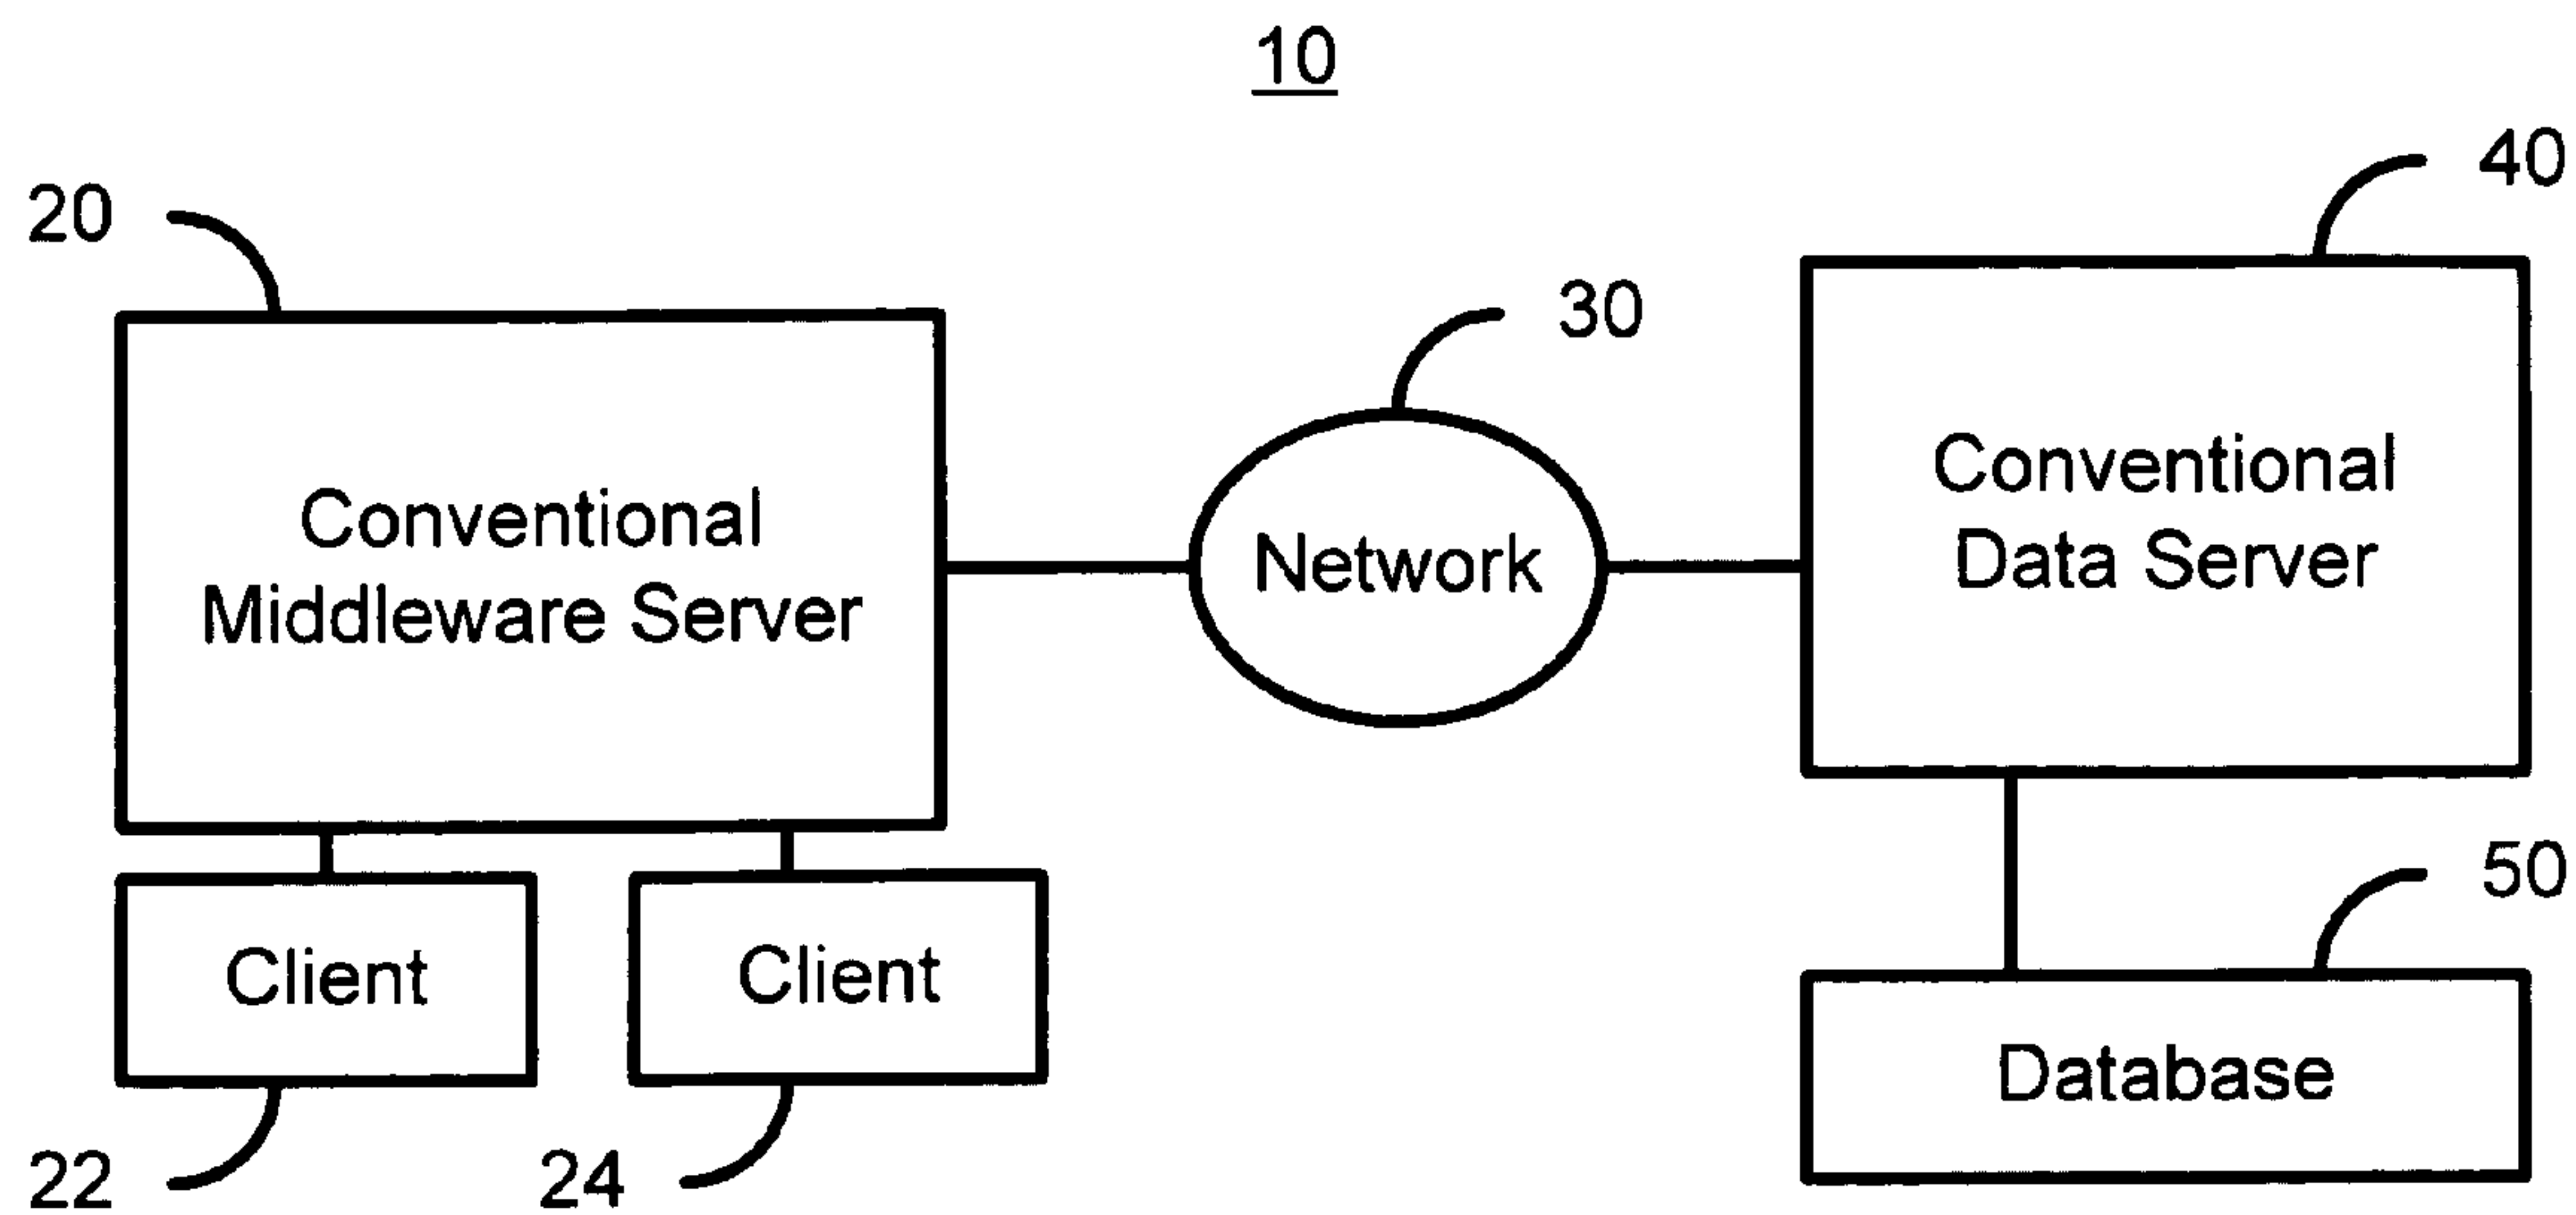 10
20
40
30
Conventional
Middleware Server
Network
Conventional
Data Server
50
Client
Client
Database
22
24